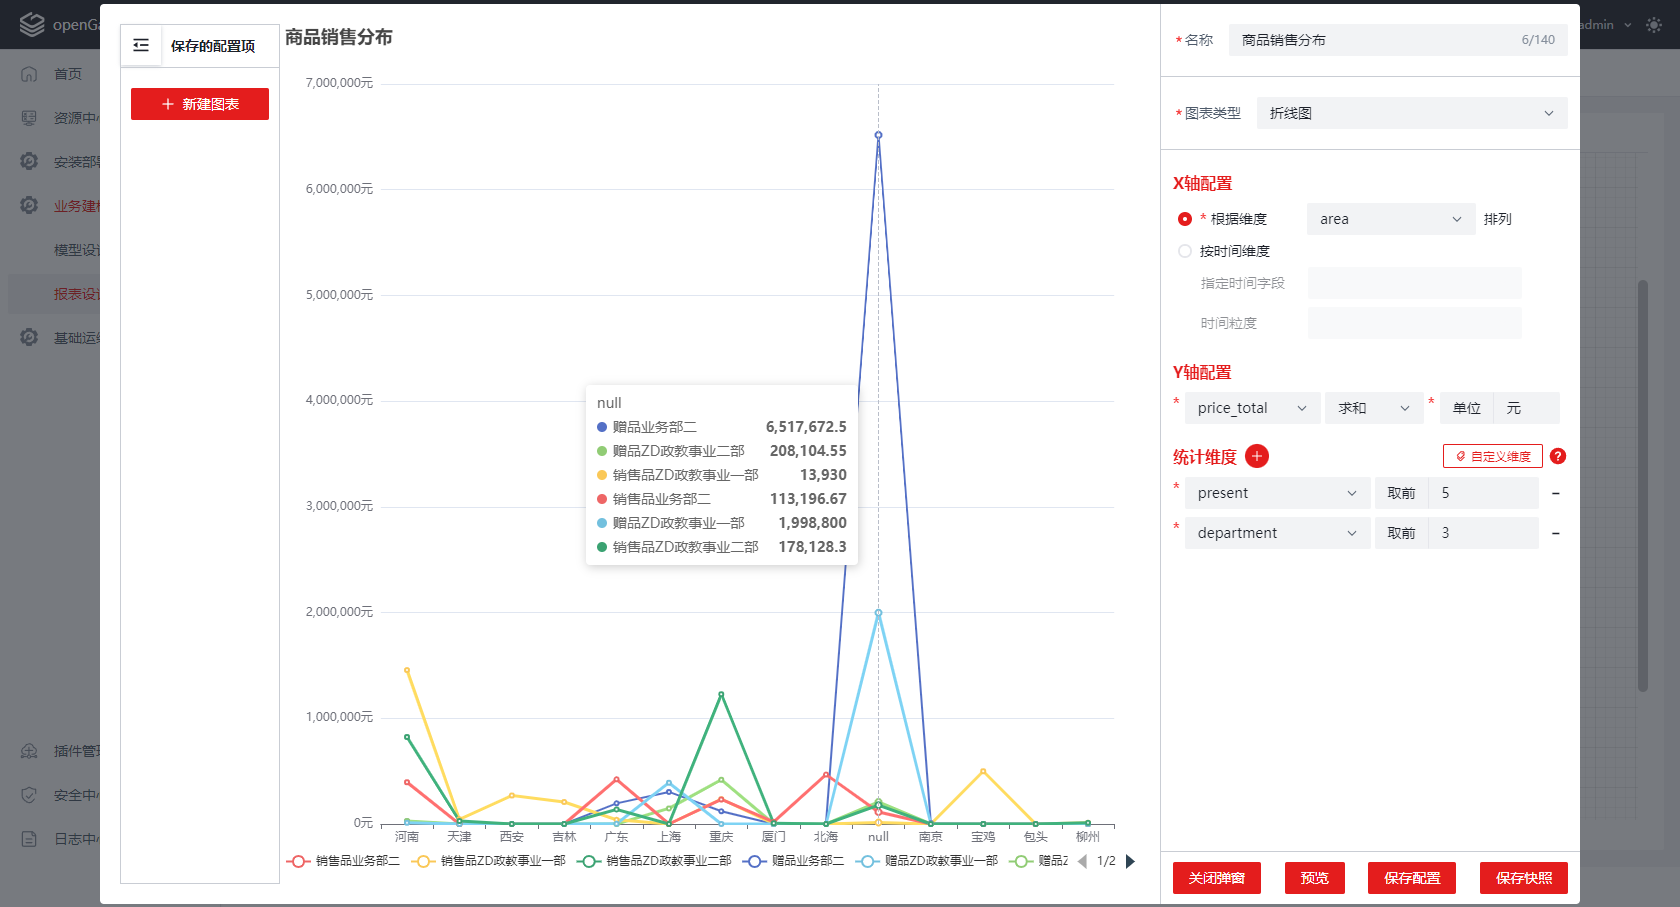 openGa
admin
首页
资源中心
安装部
业务建
模型设
报表设
基础运
插件管
安全中
日志中
保存的配置项
+ 新建图表
商品销售分布
7,000,000元
6,000,000元
5,000,000元
4,000,000元
3,000,000元
2,000,000元
1,000,000元
0元
null
赠品业务部二 6,517,672.5
赠品ZD政教事业二部 208,104.55
销售品ZD政教事业一部 13,930
销售品业务部二 113,196.67
赠品ZD政教事业一部 1,998,800
销售品ZD政教事业二部 178,128.3
河南 天津 西安 吉林 广东 上海 重庆 厦门 北海 null 南京 宝鸡 包头 柳州
销售品业务部二 销售品ZD政教事业一部 销售品ZD政教事业二部 赠品业务部二 赠品ZD政教事业一部 赠品Z 1/2
* 名称 商品销售分布 6/140
* 图表类型 折线图
X轴配置
* 根据维度 area 排列
按时间维度
指定时间字段
时间粒度
Y轴配置
* price_total 求和 * 单位 元
统计维度 + 自定义维度 ?
* present 取前 5 −
* department 取前 3 −
关闭弹窗 预览 保存配置 保存快照